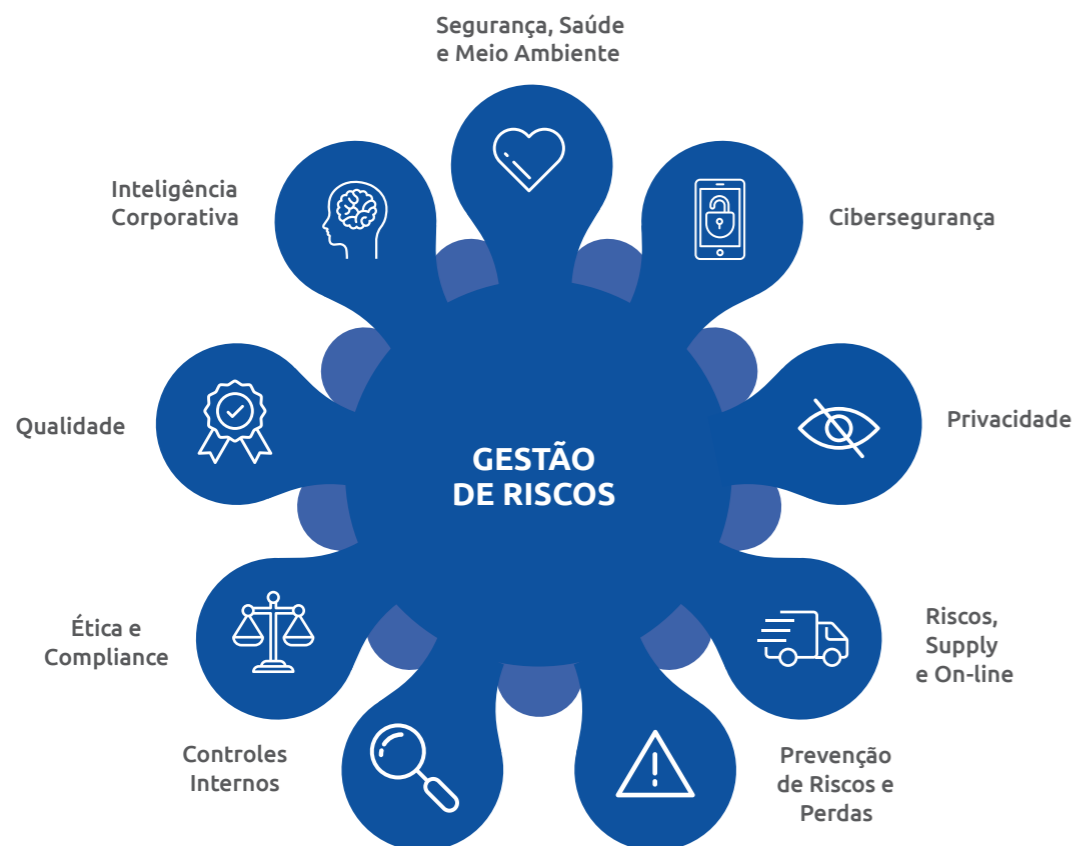 Segurança, Saúde
e Meio Ambiente
Inteligência
Corporativa
Cibersegurança
Qualidade
Privacidade
GESTÃO
DE RISCOS
Ética e
Compliance
Riscos,
Supply
e On-line
Controles
Internos
Prevenção
de Riscos e
Perdas